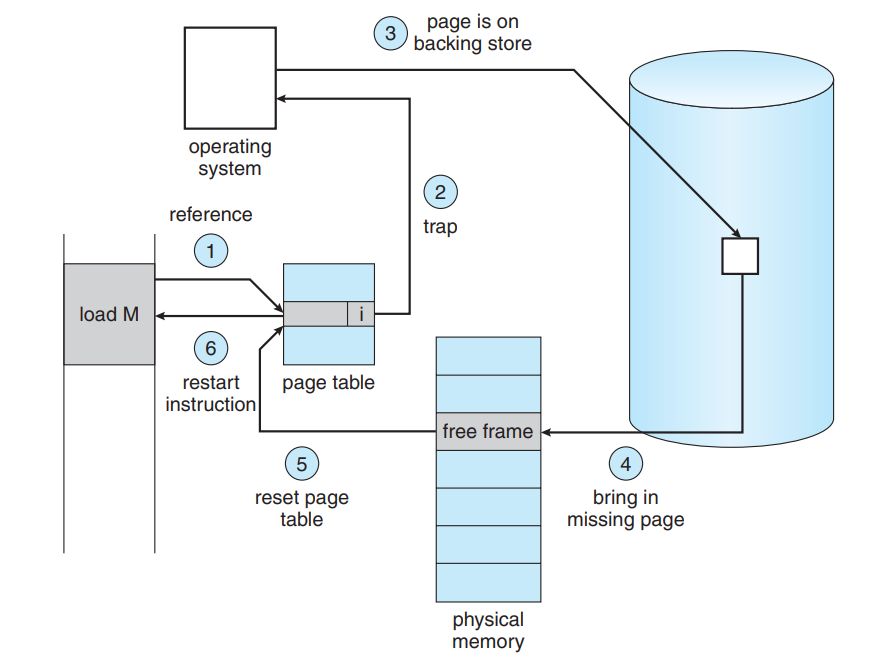 3
page is on
backing store
operating
system
2
trap
reference
1
load M
i
6
restart
instruction
page table
free frame
5
reset page
table
4
bring in
missing page
physical
memory